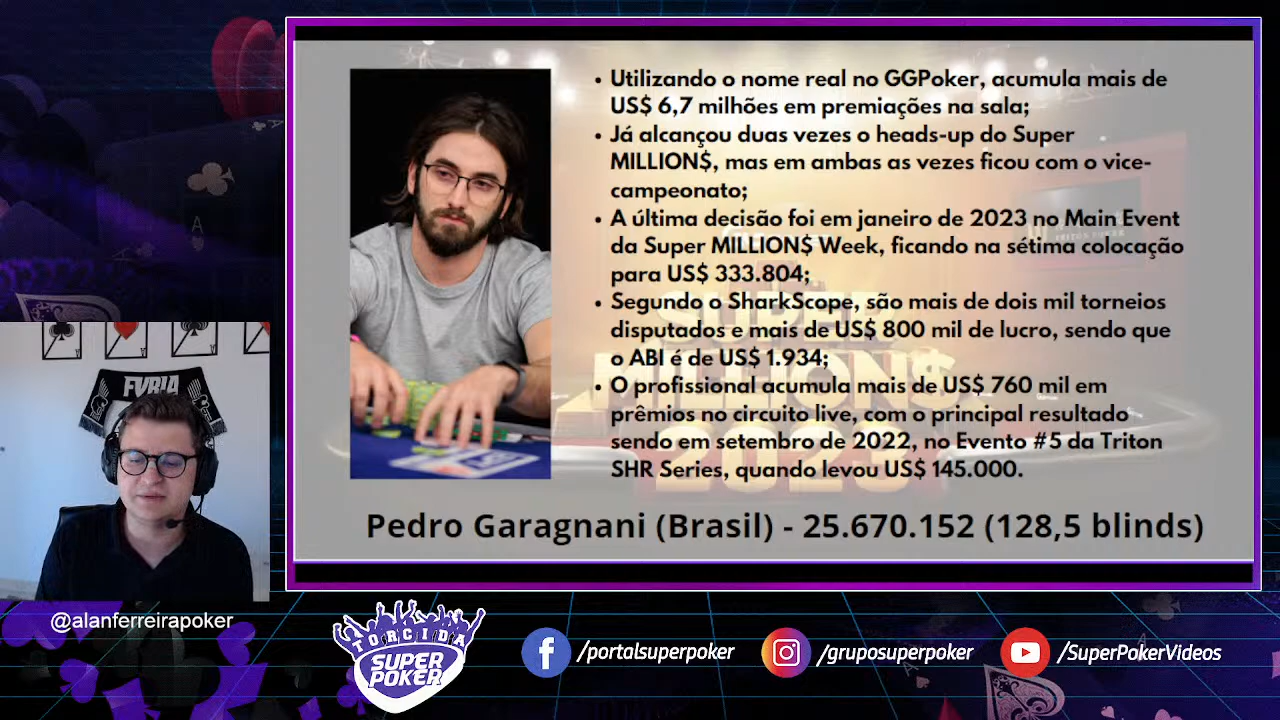 • Utilizando o nome real no GGPoker, acumula mais de
US$ 6,7 milhões em premiações na sala;
• Já alcançou duas vezes o heads-up do Super
MILLION$, mas em ambas as vezes ficou com o vice-
campeonato;
• A última decisão foi em janeiro de 2023 no Main Event
da Super MILLION$ Week, ficando na sétima colocação
para US$ 333.804;
• Segundo o SharkScope, são mais de dois mil torneios
disputados e mais de US$ 800 mil de lucro, sendo que
o ABI é de US$ 1.934;
• O profissional acumula mais de US$ 760 mil em
prêmios no circuito live, com o principal resultado
sendo em setembro de 2022, no Evento #5 da Triton
SHR Series, quando levou US$ 145.000.
SUPER
MILLION$
2023
Pedro Garagnani (Brasil) - 25.670.152 (128,5 blinds)
FVRIA
@alanferreirapoker
TORCIDA
SUPER
POKER
/portalsuperpoker
/gruposuperpoker
/SuperPokerVideos